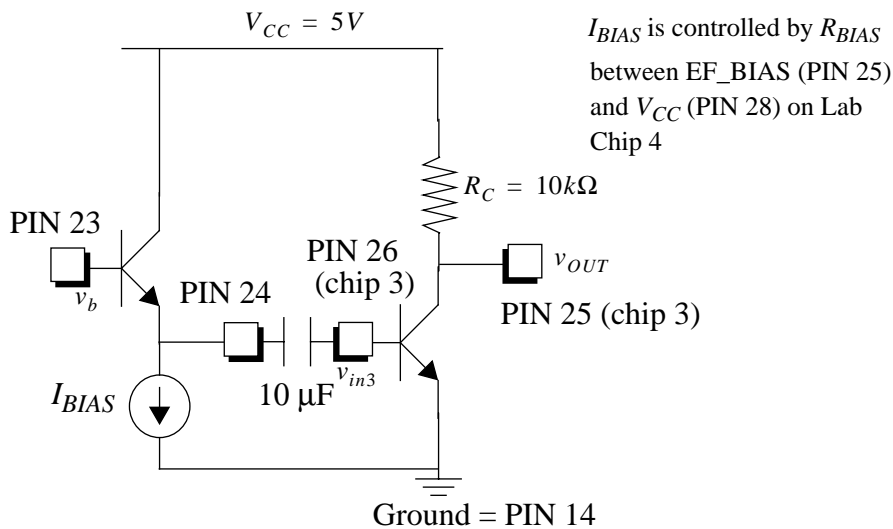 V_CC = 5V
I_BIAS is controlled by R_BIAS
between EF_BIAS (PIN 25)
and V_CC (PIN 28) on Lab
Chip 4
R_C = 10kΩ
PIN 23
v_b
PIN 24
PIN 26
(chip 3)
v_OUT
PIN 25 (chip 3)
10 μF
v_in3
I_BIAS
Ground = PIN 14